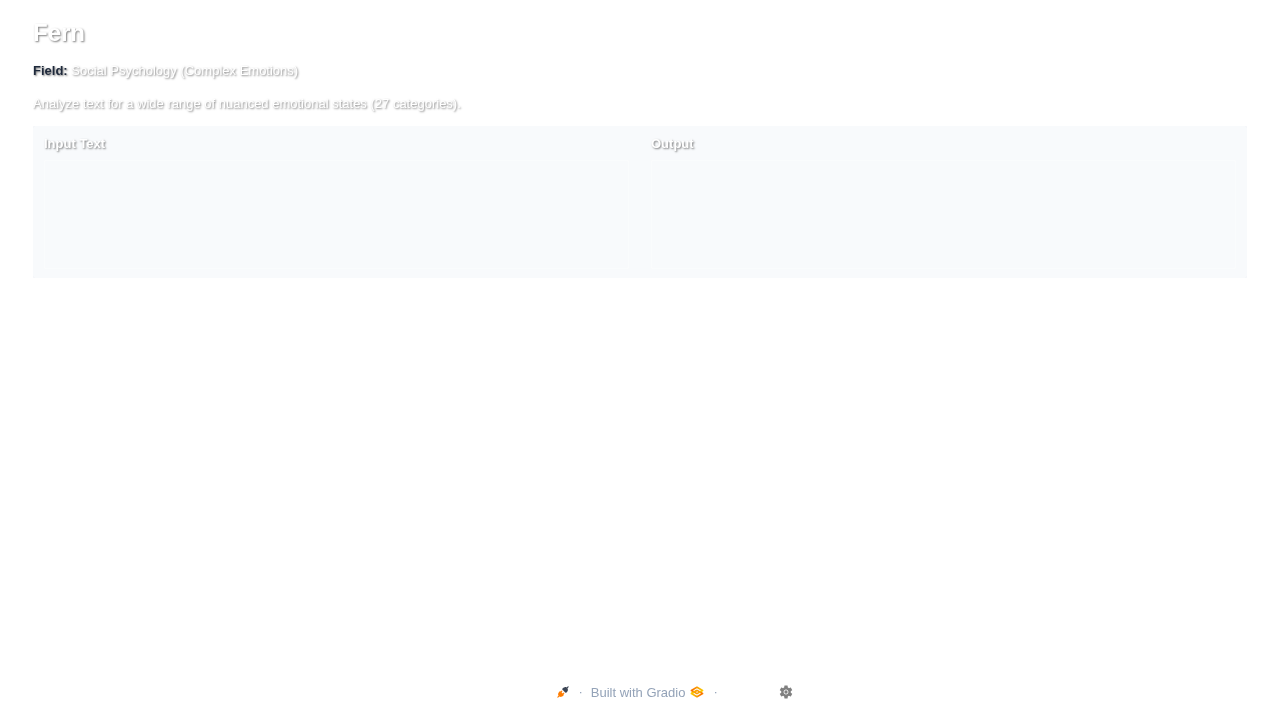 Fern
Field: Social Psychology (Complex Emotions)
Analyze text for a wide range of nuanced emotional states (27 categories).
Input Text
Output
· Built with Gradio ·